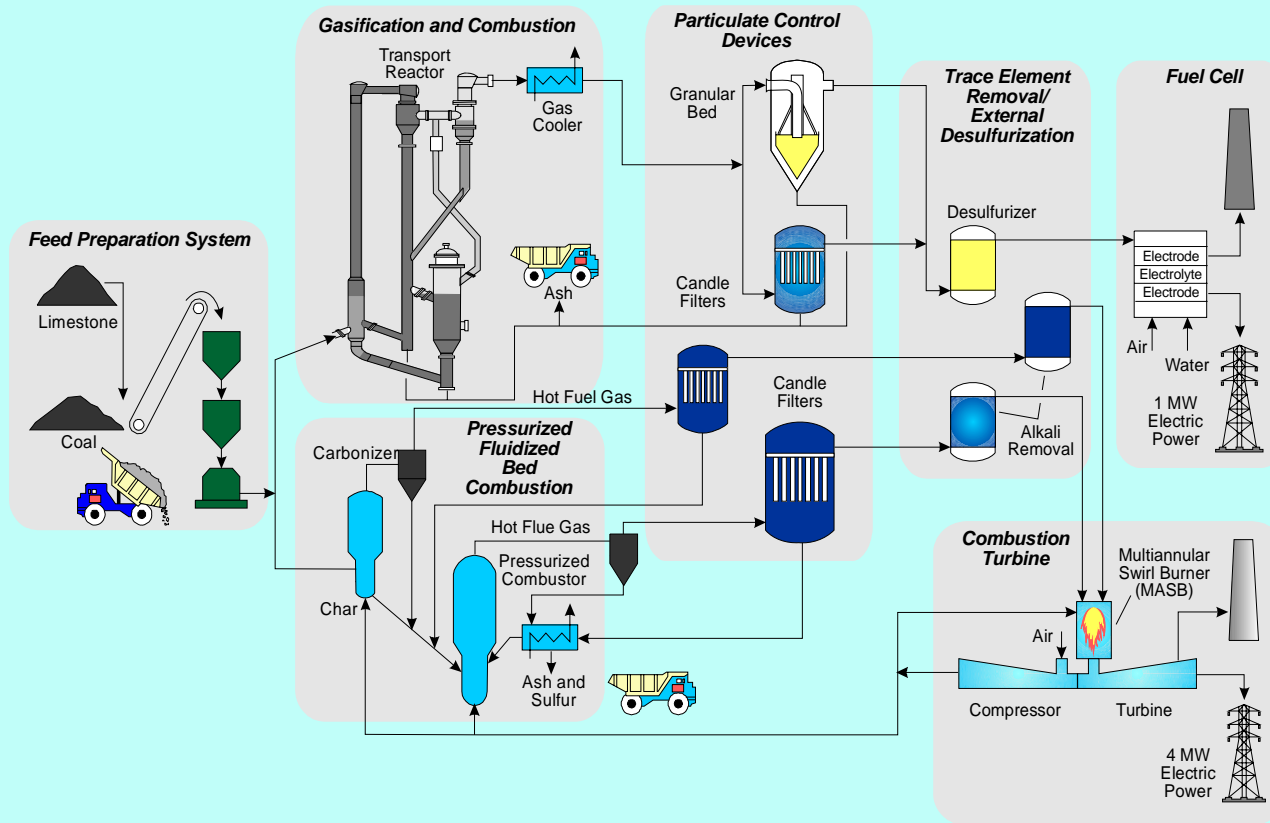 Gasification and Combustion
Transport
Reactor
Gas
Cooler
Ash
Particulate Control
Devices
Granular
Bed
Candle
Filters
Candle
Filters
Trace Element
Removal/
External
Desulfurization
Desulfurizer
Alkali
Removal
Fuel Cell
Electrode
Electrolyte
Electrode
Air
Water
1 MW
Electric
Power
Feed Preparation System
Limestone
Coal
Hot Fuel Gas
Pressurized
Fluidized
Bed
Combustion
Carbonizer
Hot Flue Gas
Pressurized
Combustor
Char
Ash and
Sulfur
Combustion
Turbine
Multiannular
Swirl Burner
(MASB)
Air
Compressor
Turbine
4 MW
Electric
Power